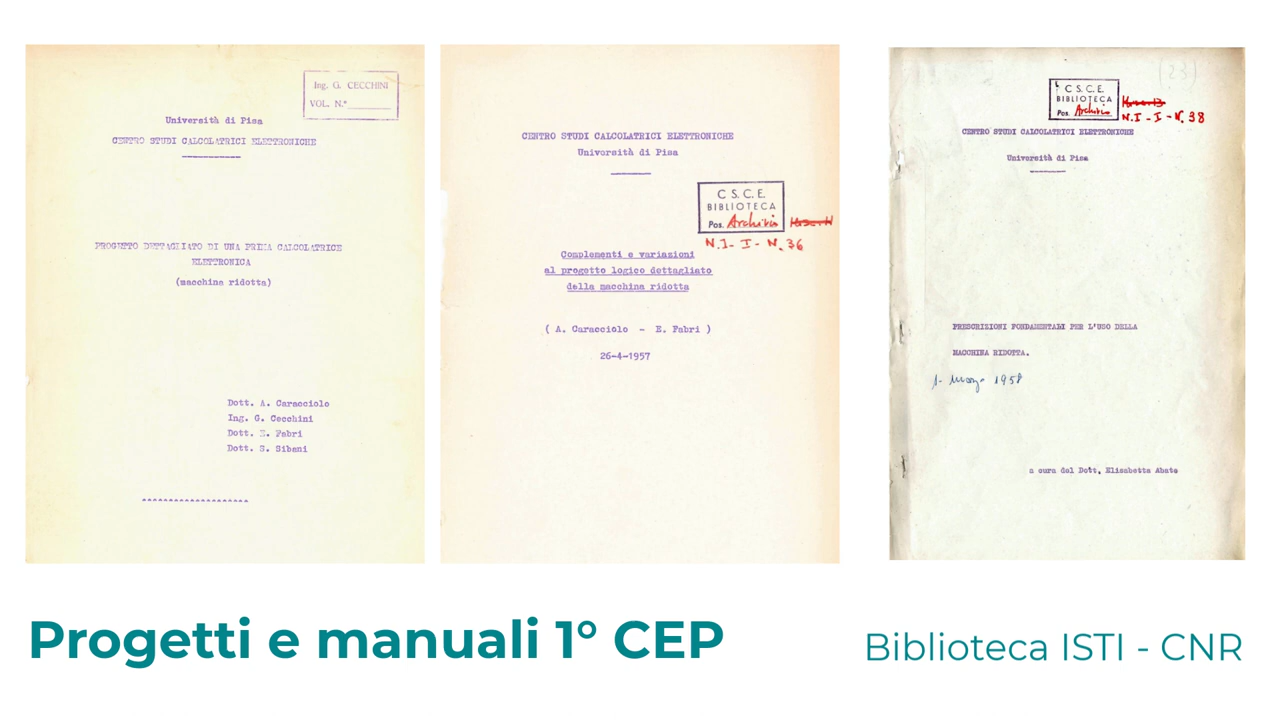 Ing. G. CECCHINI
VOL. N.°
Università di Pisa
CENTRO STUDI CALCOLATRICI ELETTRONICHE
PROGETTO DETTAGLIATO DI UNA PRIMA CALCOLATRICE
ELETTRONICA
(macchina ridotta)
Dott. A. Caracciolo
Ing. G. Cecchini
Dott. E. Fabri
Dott. S. Sibani
CENTRO STUDI CALCOLATRICI ELETTRONICHE
Università di Pisa
C S. C. E.
BIBLIOTECA
Pos. Archivio
N.I- I- N. 36
Complementi e variazioni
al progetto logico dettagliato
della macchina ridotta
( A. Caracciolo - E. Fabri )
26-4-1957
(23)
C S. C. E.
BIBLIOTECA
Pos. Archivio
N.I - I - N. 38
CENTRO STUDI CALCOLATRICI ELETTRONICHE
Università di Pisa
PRESCRIZIONI FONDAMENTALI PER L'USO DELLA
MACCHINA RIDOTTA.
1- Marzo 1958
a cura del Dott. Elisabetta Abate
Progetti e manuali 1° CEP
Biblioteca ISTI - CNR